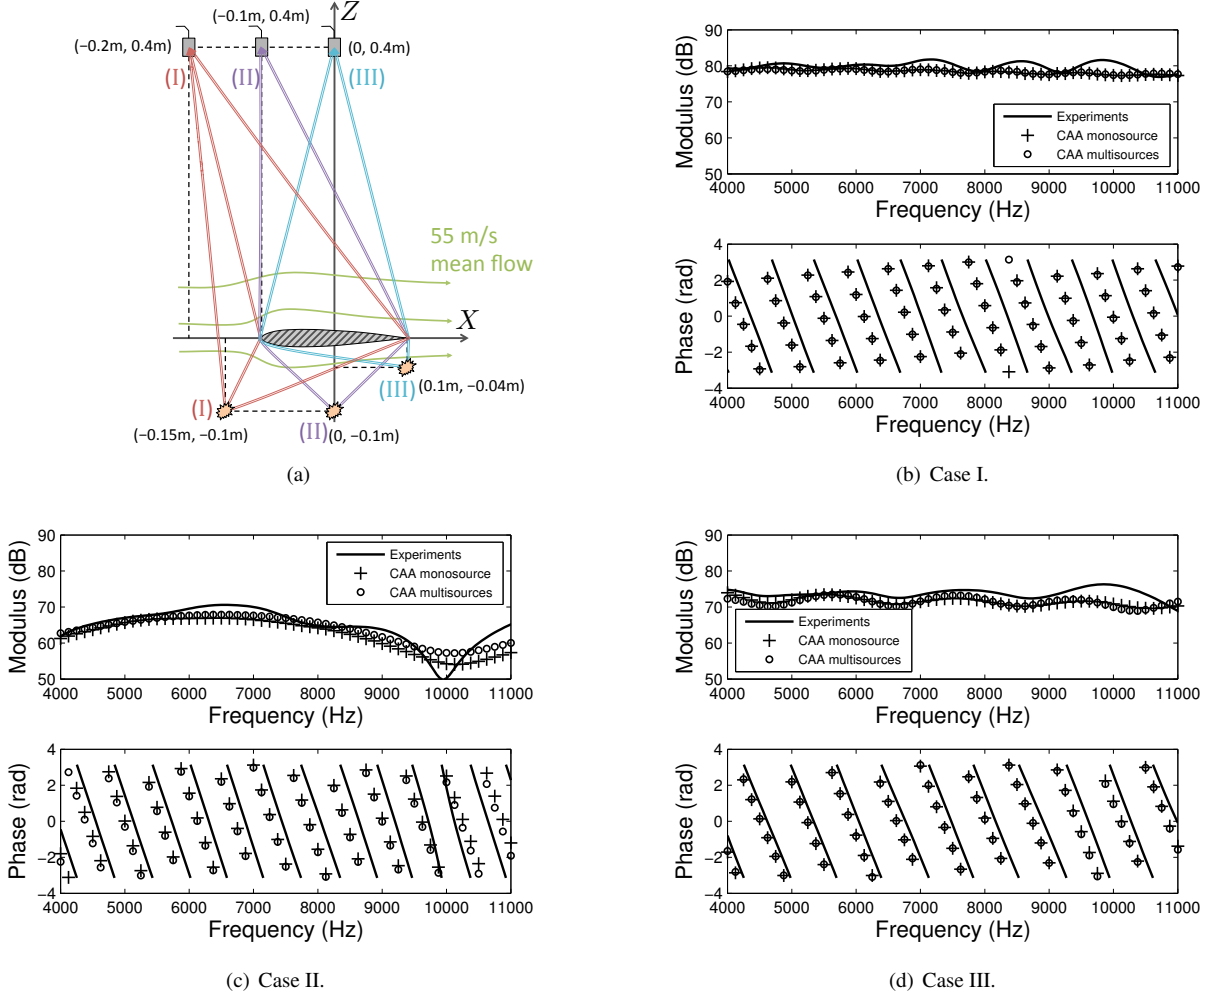 (−0.1m, 0.4m)
Z
(−0.2m, 0.4m)
(0, 0.4m)
(I)
(II)
(III)
55 m/s
mean flow
X
(III)
(0.1m, −0.04m)
(I)
(−0.15m, −0.1m)
(II)
(0, −0.1m)
(a)
Modulus (dB)
90
80
70
60
50
Experiments
CAA monosource
CAA multisources
4000 5000 6000 7000 8000 9000 10000 11000
Frequency (Hz)
Phase (rad)
4
2
0
−2
−4
4000 5000 6000 7000 8000 9000 10000 11000
Frequency (Hz)
(b) Case I.
Modulus (dB)
90
80
70
60
50
Experiments
CAA monosource
CAA multisources
4000 5000 6000 7000 8000 9000 10000 11000
Frequency (Hz)
Phase (rad)
4
2
0
−2
−4
4000 5000 6000 7000 8000 9000 10000 11000
Frequency (Hz)
(c) Case II.
Modulus (dB)
90
80
70
60
50
Experiments
CAA monosource
CAA multisources
4000 5000 6000 7000 8000 9000 10000 11000
Frequency (Hz)
Phase (rad)
4
2
0
−2
−4
4000 5000 6000 7000 8000 9000 10000 11000
Frequency (Hz)
(d) Case III.